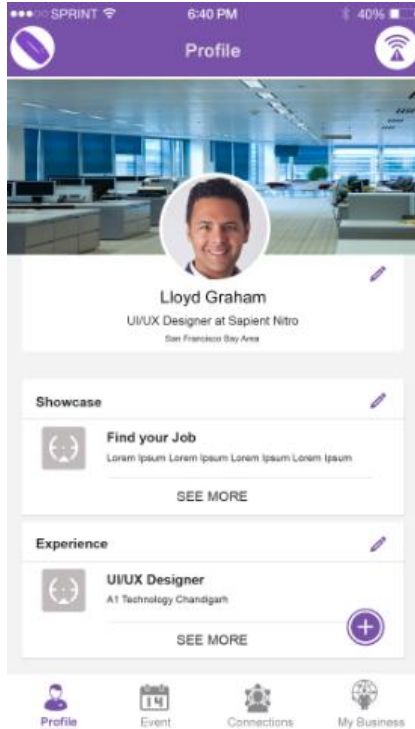 SPRINT 6:40 PM 40%
Profile
Lloyd Graham
UI/UX Designer at Sapient Nitro
San Francisco Bay Area
Showcase
Find your Job
Lorem Ipsum Lorem Ipsum Lorem Ipsum Lorem Ipsum
SEE MORE
Experience
UI/UX Designer
A1 Technology Chandigarh
SEE MORE
14
Profile Event Connections My Business